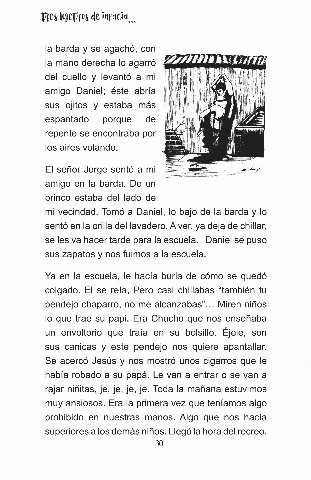 Tres lagartijos de infancia...
la barda y se agachó, con
la mano derecha lo agarró
del cuello y levantó a mi
amigo Daniel; éste abría
sus ojitos y estaba más
espantado porque de
repente se encontraba por
los aires volando.
El señor Jorge sentó a mi
amigo en la barda. De un
brinco estaba del lado de
mi vecindad. Tomó a Daniel, lo bajo de la barda y lo
sentó en la orilla del lavadero. A ver, ya deja de chillar,
se les va hacer tarde para la escuela. Daniel se puso
sus zapatos y nos fuimos a la escuela.
Ya en la escuela, le hacía burla de cómo se quedó
colgado. El se reía, Pero casi chillabas “también tu
pendejo chaparro, no me alcanzabas”... Miren niños
lo que trae su papi. Era Chucho que nos enseñaba
un envoltorio que traía en su bolsillo. Éjele, son
sus canicas y este pendejo nos quiere apantallar.
Se acercó Jesús y nos mostró unos cigarros que le
había robado a su papá. Le van a entrar o se van a
rajar niñitas, je, je, je, je. Toda la mañana estuvimos
muy ansiosos. Era la primera vez que teníamos algo
prohibido en nuestras manos. Algo que nos hacía
superiores a los demás niños. Llegó la hora del recreo.
30